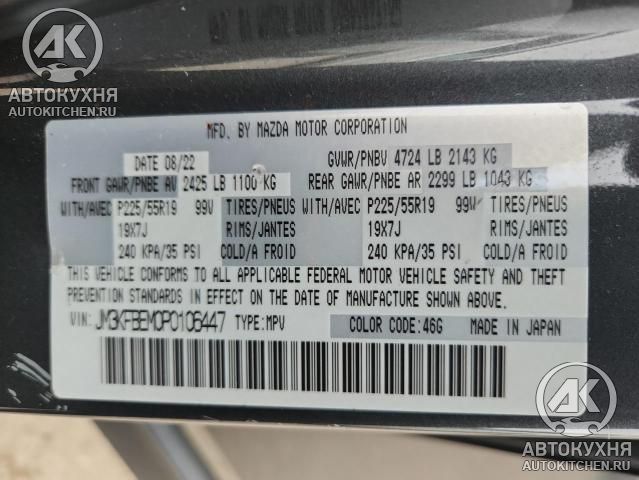 АК
АВТОКУХНЯ
AUTOKITCHEN.RU
MFD. BY MAZDA MOTOR CORPORATION
DATE 08/22 GVWR/PNBV 4724 LB 2143 KG
FRONT GAWR/PNBE AV 2425 LB 1100 KG REAR GAWR/PNBE AR 2299 LB 1043 KG
WITH/AVEC P225/55R19 99V TIRES/PNEUS WITH/AVEC P225/55R19 99V TIRES/PNEUS
19X7J RIMS/JANTES 19X7J RIMS/JANTES
240 KPA/35 PSI COLD/A FROID 240 KPA/35 PSI COLD/A FROID
THIS VEHICLE CONFORMS TO ALL APPLICABLE FEDERAL MOTOR VEHICLE SAFETY AND THEFT
PREVENTION STANDARDS IN EFFECT ON THE DATE OF MANUFACTURE SHOWN ABOVE.
VIN: JM3KFBEM0P0106447 TYPE:MPV COLOR CODE:46G MADE IN JAPAN
АК
АВТОКУХНЯ
AUTOKITCHEN.RU